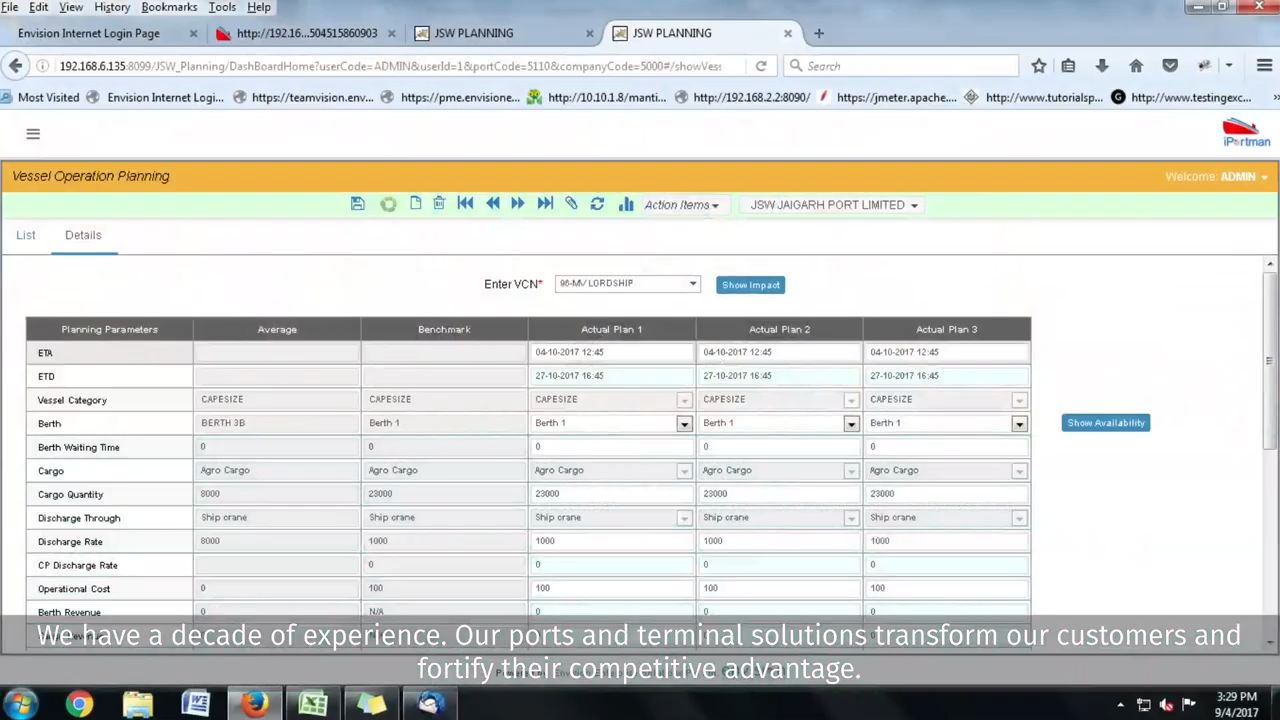 File Edit View History Bookmarks Tools Help
Envision Internet Login Page × http://192.16...504515860903 × JSW PLANNING × JSW PLANNING × +
192.168.6.135:8099/JSW_Planning/DashBoardHome?userCode=ADMIN&userId=1&portCode=5110&companyCode=5000#/showVess Search
Most Visited Envision Internet Logi... https://teamvision.env... https://pme.envisione... http://10.10.1.8/manti... http://192.168.2.2:8090/ https://jmeter.apache.... http://www.tutorialsp... http://www.testingexc...
iPortman
Vessel Operation Planning Welcome: ADMIN
Action Items JSW JAIGARH PORT LIMITED
List Details
Enter VCN* 96-MV LORDSHIP Show Impact
Planning Parameters Average Benchmark Actual Plan 1 Actual Plan 2 Actual Plan 3
ETA 04-10-2017 12:45 04-10-2017 12:45 04-10-2017 12:45
ETD 27-10-2017 16:45 27-10-2017 16:45 27-10-2017 16:45
Vessel Category CAPESIZE CAPESIZE CAPESIZE CAPESIZE CAPESIZE
Berth BERTH 3B Berth 1 Berth 1 Berth 1 Berth 1 Show Availability
Berth Waiting Time 0 0 0 0 0
Cargo Agro Cargo Agro Cargo Agro Cargo Agro Cargo Agro Cargo
Cargo Quantity 8000 23000 23000 23000 23000
Discharge Through Ship crane Ship crane Ship crane Ship crane Ship crane
Discharge Rate 8000 1000 1000 1000 1000
CP Discharge Rate 0 0 0 0
Operational Cost 0 100 100 100 100
Berth Revenue 0 N/A 0 0 0
We have a decade of experience. Our ports and terminal solutions transform our customers and
fortify their competitive advantage.
3:29 PM
9/4/2017